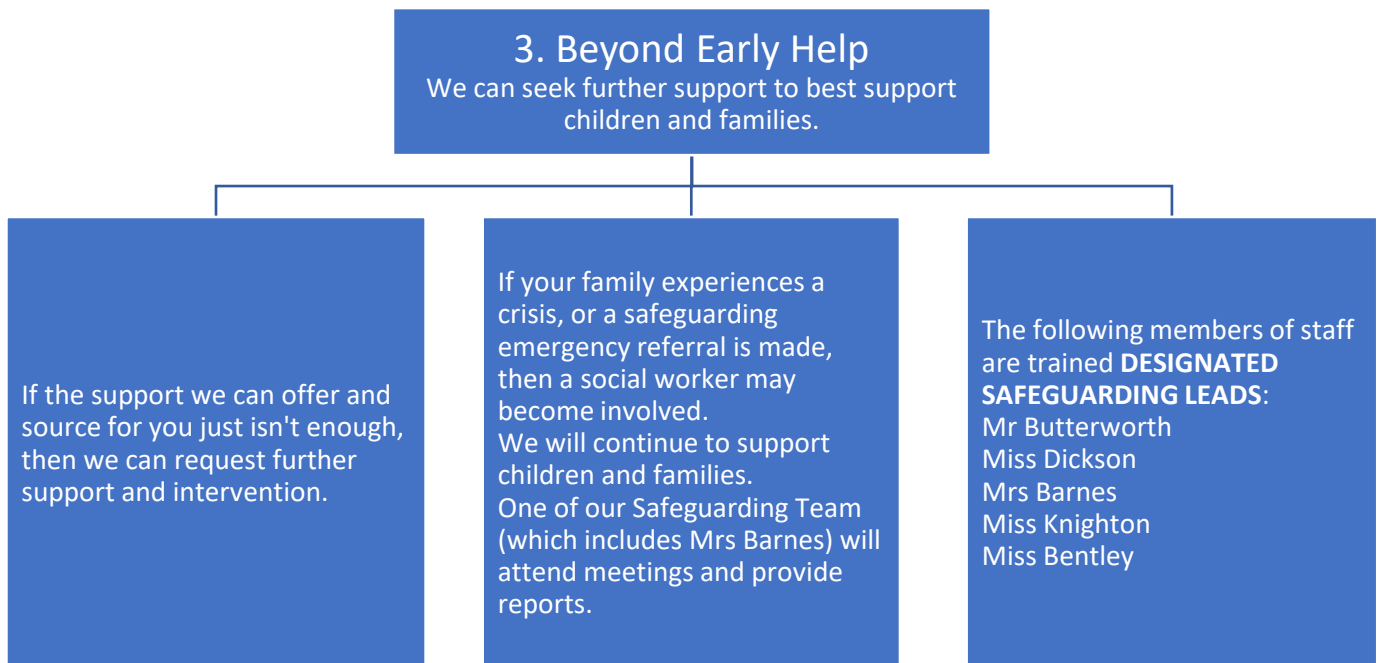 3. Beyond Early Help
We can seek further support to best support
children and families.
If the support we can offer and
source for you just isn't enough,
then we can request further
support and intervention.
If your family experiences a
crisis, or a safeguarding
emergency referral is made,
then a social worker may
become involved.
We will continue to support
children and families.
One of our Safeguarding Team
(which includes Mrs Barnes) will
attend meetings and provide
reports.
The following members of staff
are trained DESIGNATED
SAFEGUARDING LEADS:
Mr Butterworth
Miss Dickson
Mrs Barnes
Miss Knighton
Miss Bentley